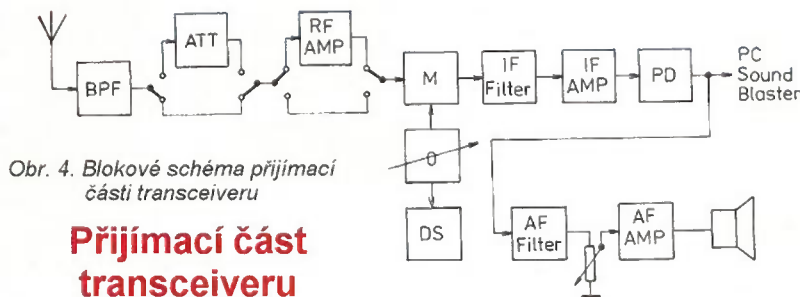 ATT
RF
AMP
BPF
M
IF
Filter
IF
AMP
PD
PC
Sound
Blaster
O
DS
AF
Filter
AF
AMP
Obr. 4. Blokové schéma přijímací
části transceiveru
Přijímací část
transceiveru